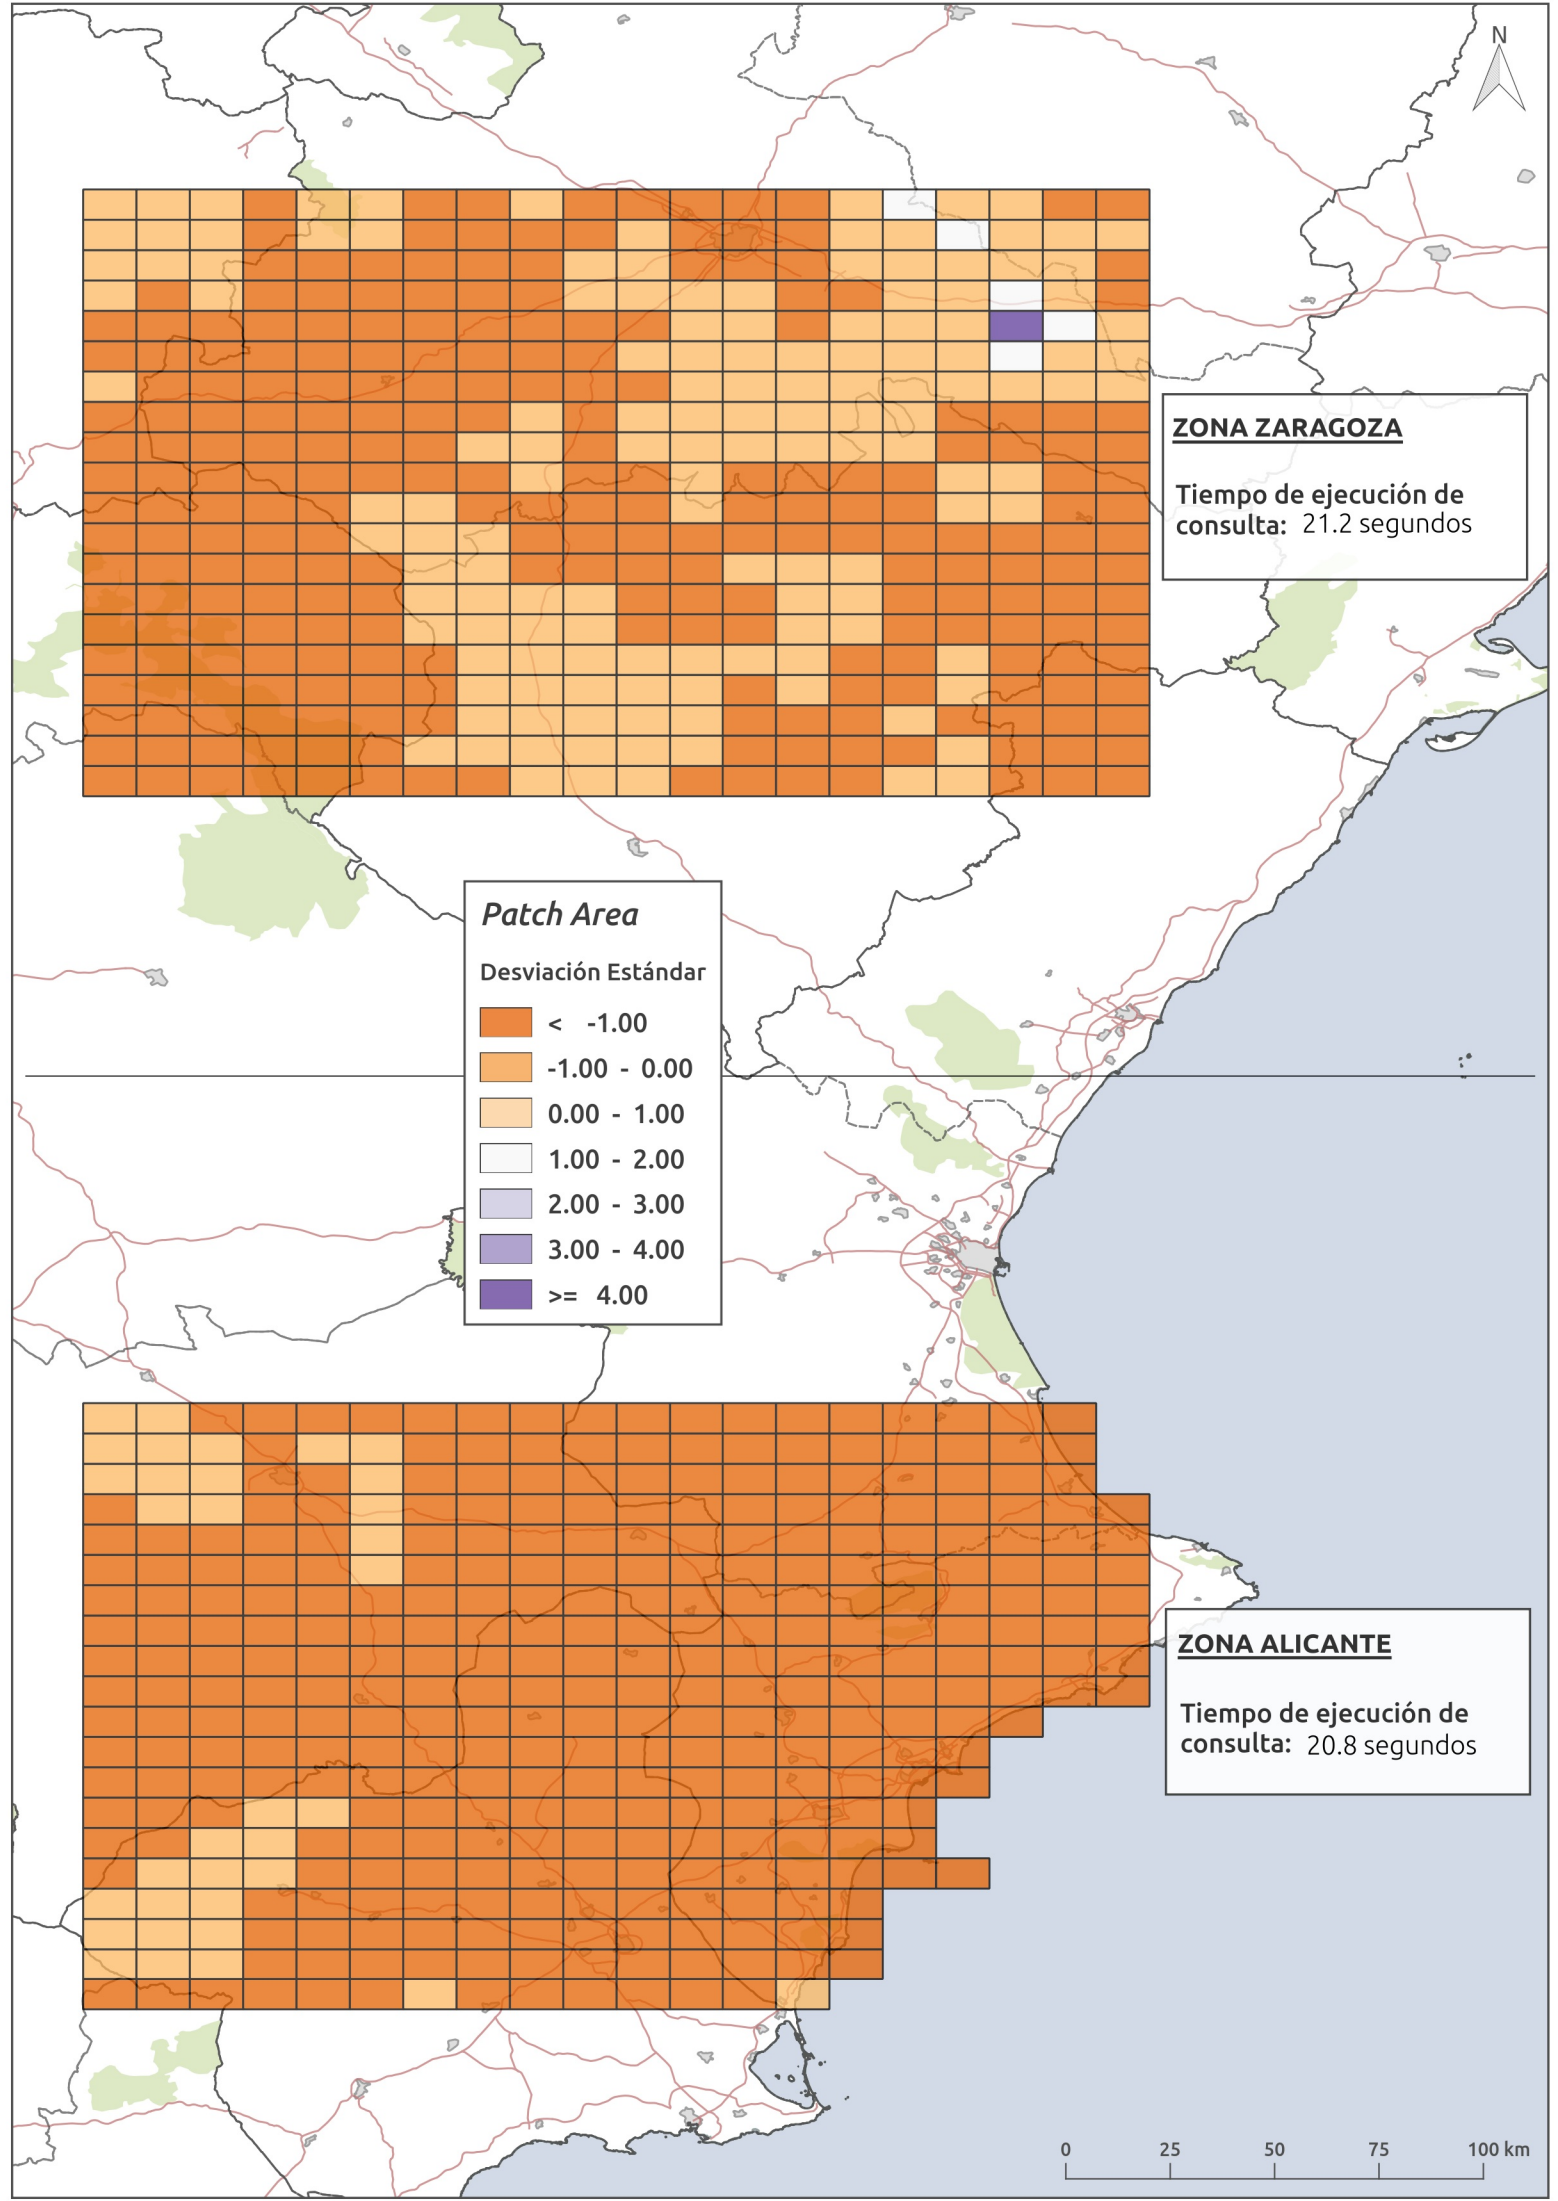 N
ZONA ZARAGOZA
Tiempo de ejecución de
consulta: 21.2 segundos
Patch Area
Desviación Estándar
< -1.00
-1.00 - 0.00
0.00 - 1.00
1.00 - 2.00
2.00 - 3.00
3.00 - 4.00
>= 4.00
ZONA ALICANTE
Tiempo de ejecución de
consulta: 20.8 segundos
0 25 50 75 100 km